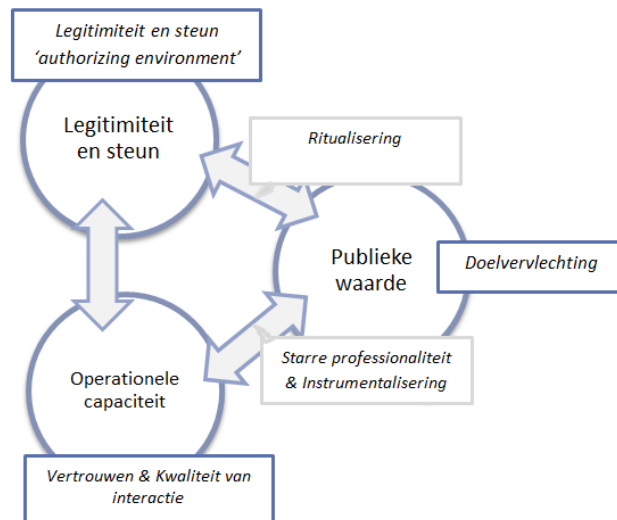 Legitimiteit en steun
‘authorizing environment’
Legitimiteit
en steun
Ritualisering
Publieke
waarde
Doelvervlechting
Starre professionaliteit
& Instrumentalisering
Operationele
capaciteit
Vertrouwen & Kwaliteit van
interactie